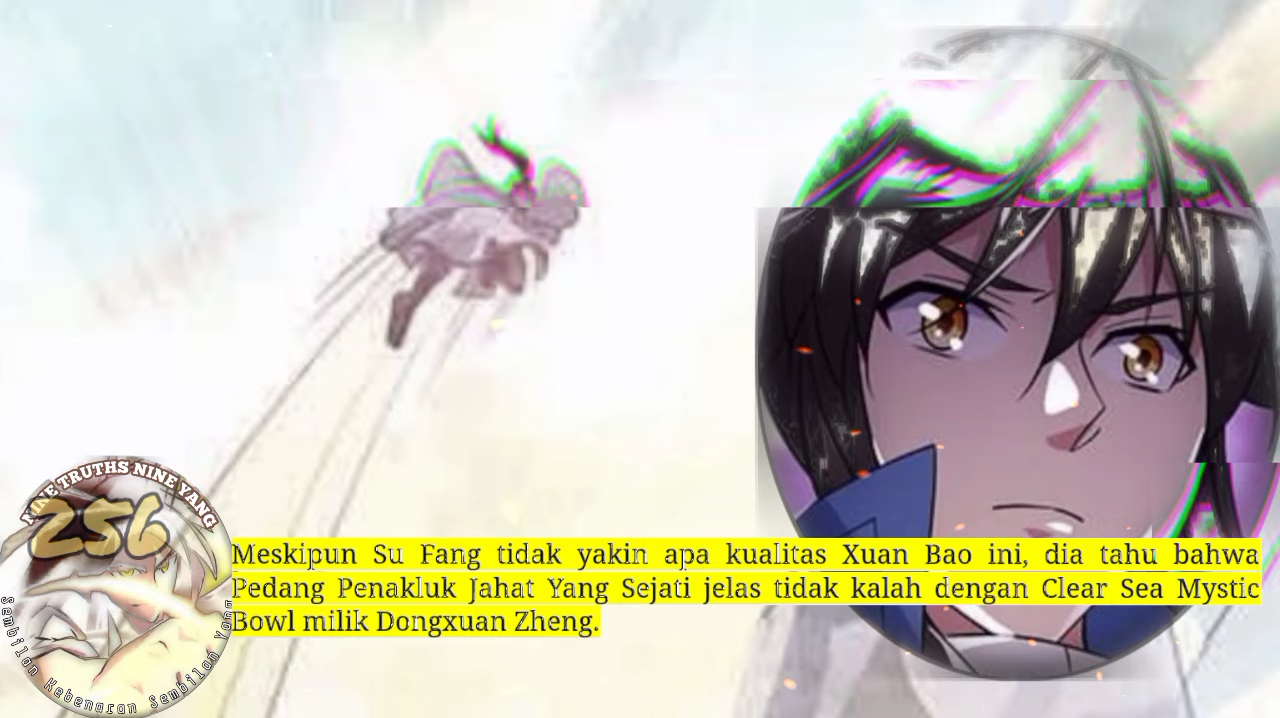 NINE TRUTHS NINE YANG
256
Sembilan Kebenaran Sembilan Yang
Meskipun Su Fang tidak yakin apa kualitas Xuan Bao ini, dia tahu bahwa
Pedang Penakluk Jahat Yang Sejati jelas tidak kalah dengan Clear Sea Mystic
Bowl milik Dongxuan Zheng.